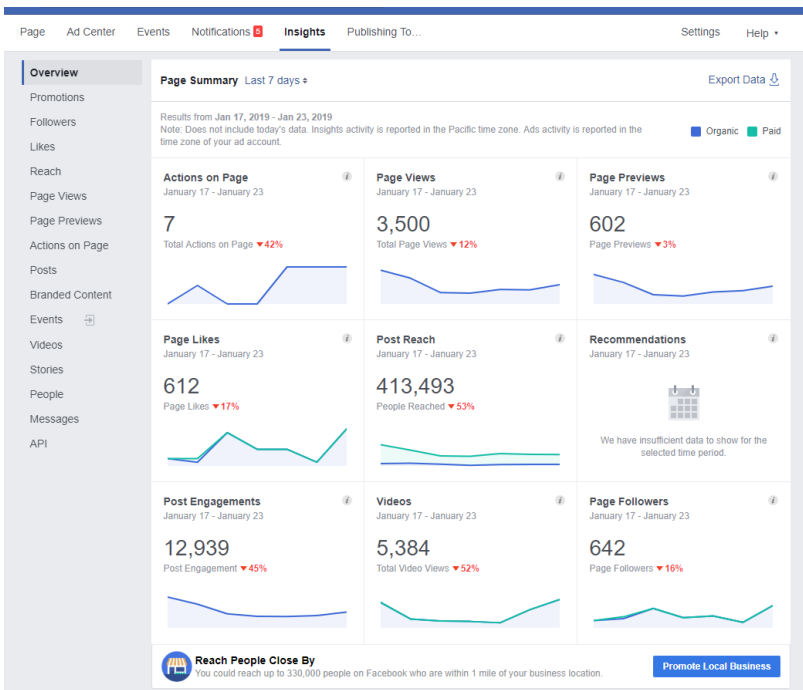 Page Ad Center Events Notifications 5 Insights Publishing To… Settings Help ▾
Overview
Promotions
Followers
Likes
Reach
Page Views
Page Previews
Actions on Page
Posts
Branded Content
Events
Videos
Stories
People
Messages
API
Page Summary Last 7 days
Export Data
Results from Jan 17, 2019 - Jan 23, 2019
Note: Does not include today's data. Insights activity is reported in the Pacific time zone. Ads activity is reported in the
time zone of your ad account.
Organic Paid
Actions on Page i
January 17 - January 23
7
Total Actions on Page ▼42%
Page Views i
January 17 - January 23
3,500
Total Page Views ▼12%
Page Previews i
January 17 - January 23
602
Page Previews ▼3%
Page Likes i
January 17 - January 23
612
Page Likes ▼17%
Post Reach i
January 17 - January 23
413,493
People Reached ▼53%
Recommendations i
January 17 - January 23
We have insufficient data to show for the
selected time period.
Post Engagements i
January 17 - January 23
12,939
Post Engagement ▼45%
Videos i
January 17 - January 23
5,384
Total Video Views ▼52%
Page Followers i
January 17 - January 23
642
Page Followers ▼16%
Reach People Close By
You could reach up to 330,000 people on Facebook who are within 1 mile of your business location.
Promote Local Business